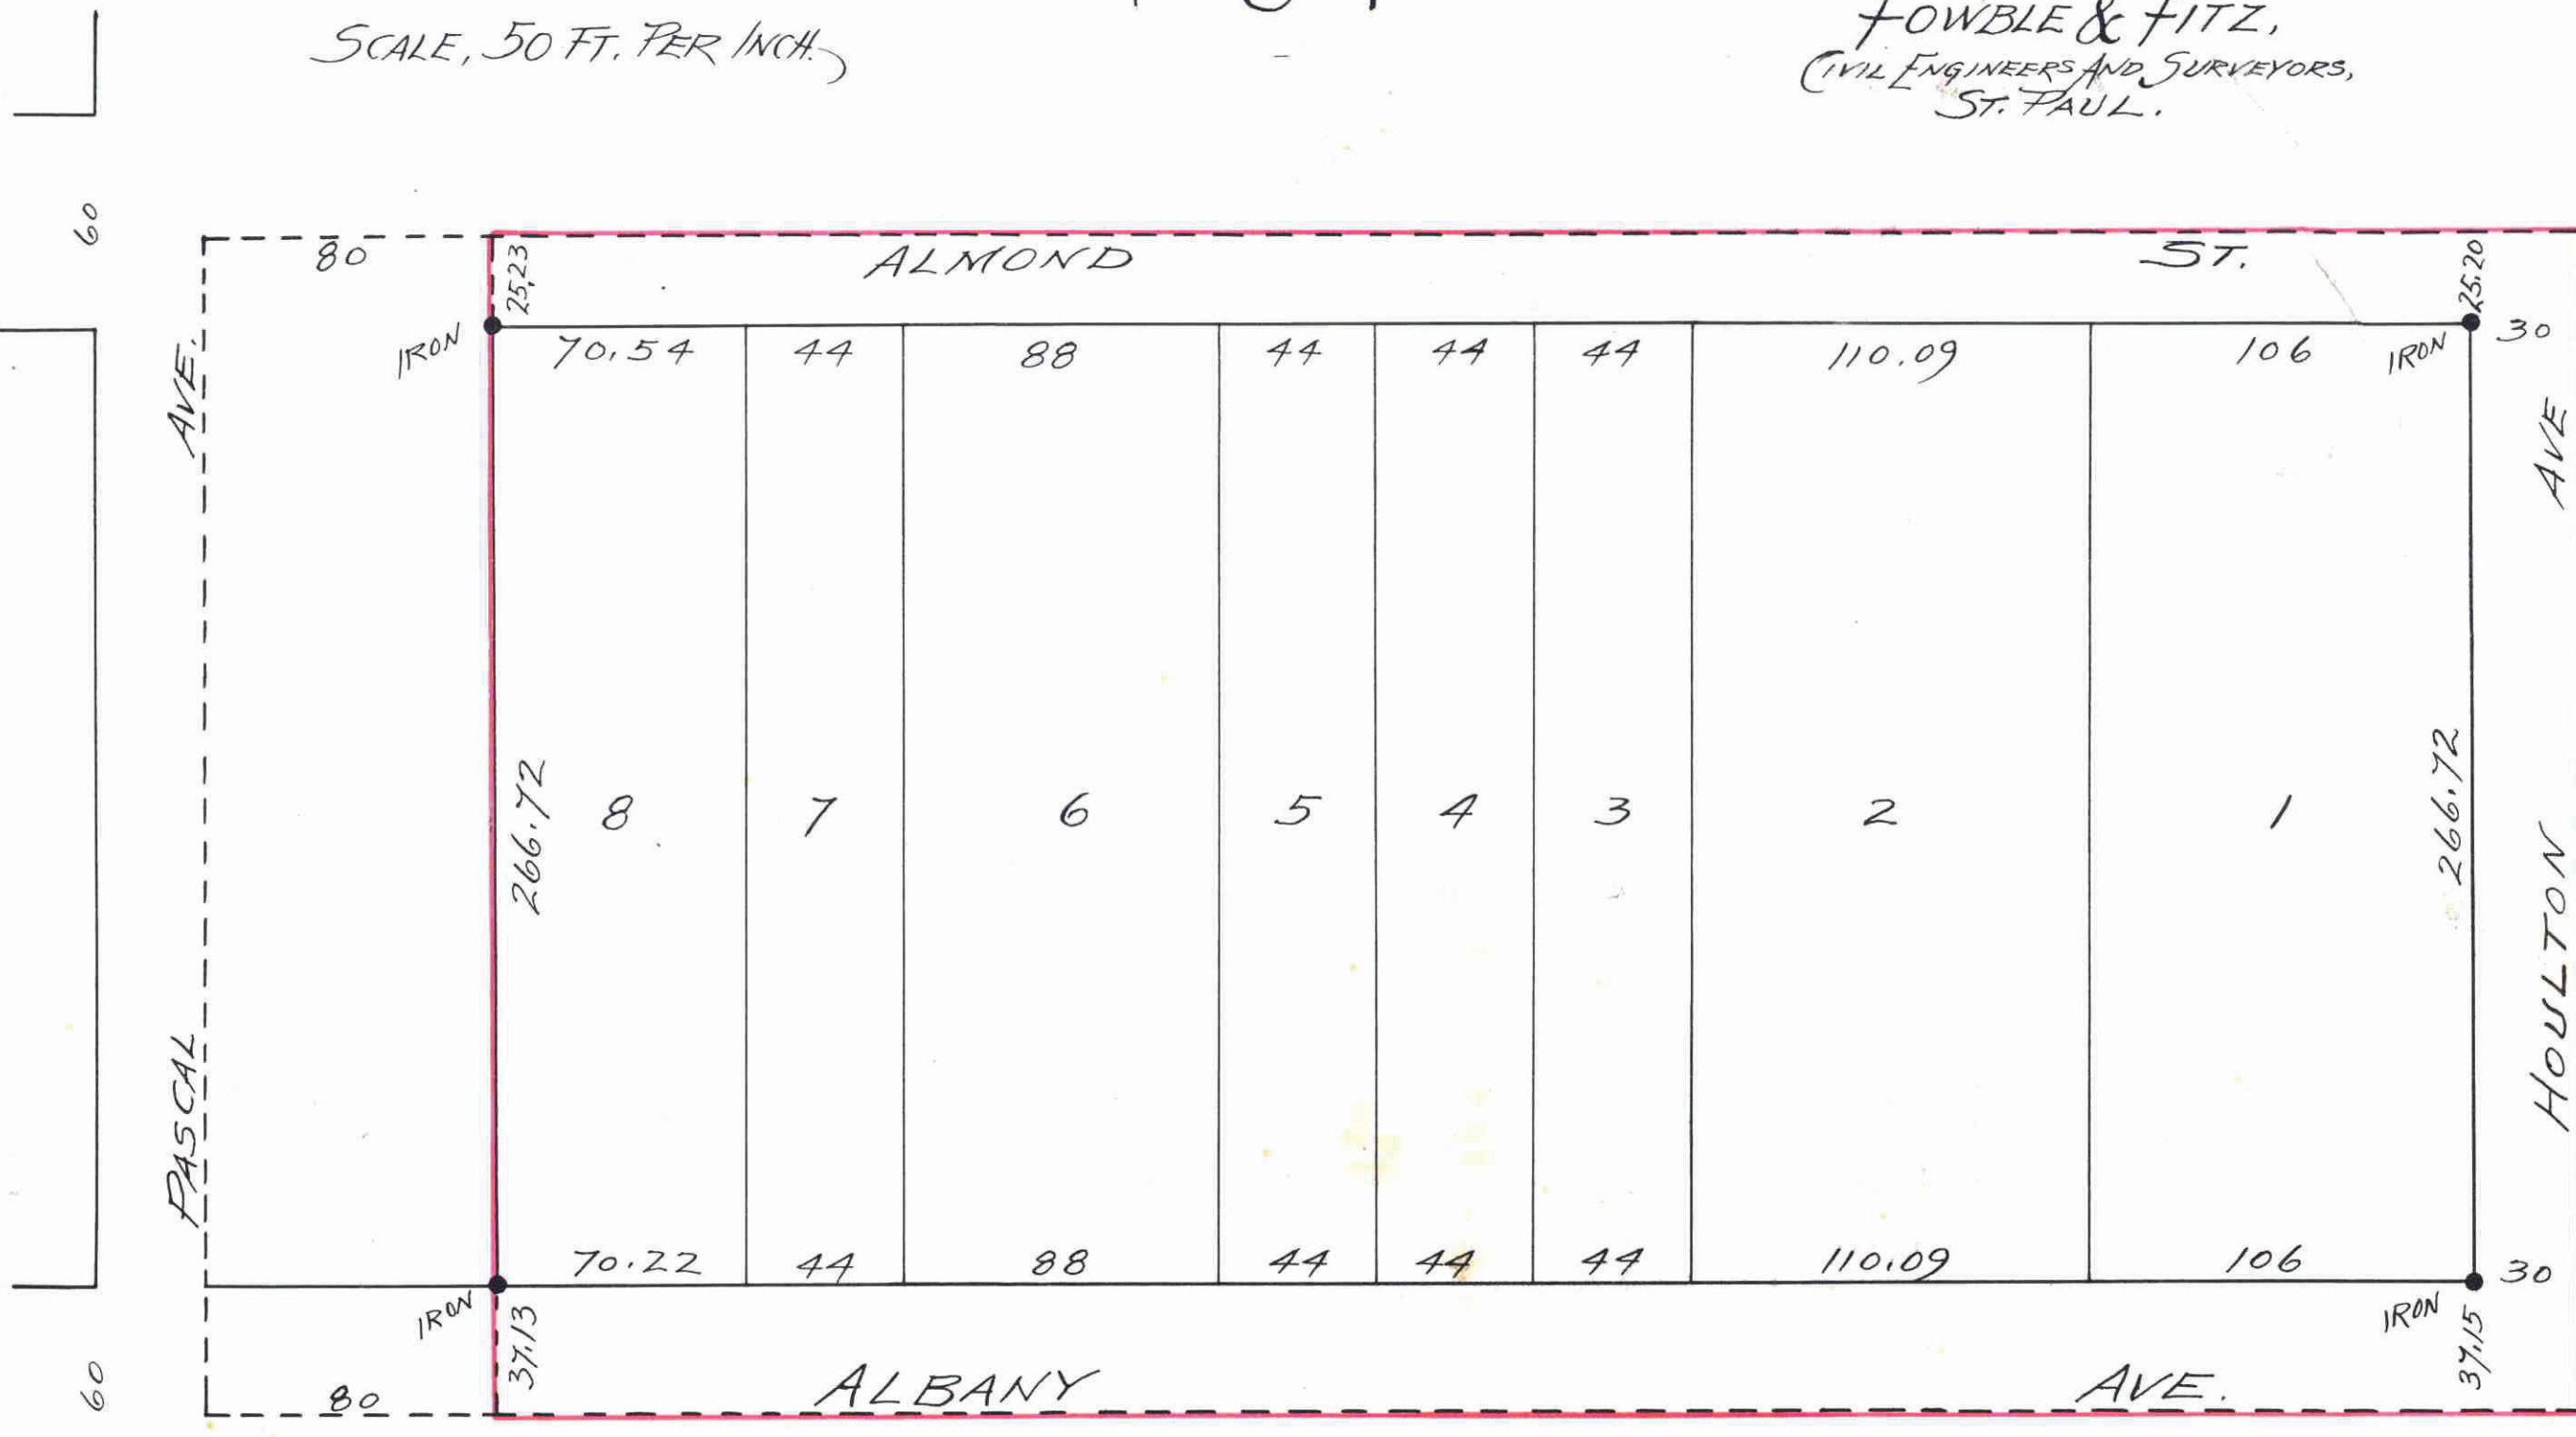 SCALE, 50 FT. PER INCH.
FOWBLE & FITZ,
CIVIL ENGINEERS AND SURVEYORS,
ST. PAUL.
60
80
25.23
ALMOND ST.
25.20
IRON
70.54 44 88 44 44 44 110.09 106
IRON
30
PASCAL AVE.
HOULTON AVE
266.72
8 7 6 5 4 3 2 1
266.72
70.22 44 88 44 44 44 110.09 106
30
IRON
IRON
37.13
37.15
60
80
ALBANY AVE.